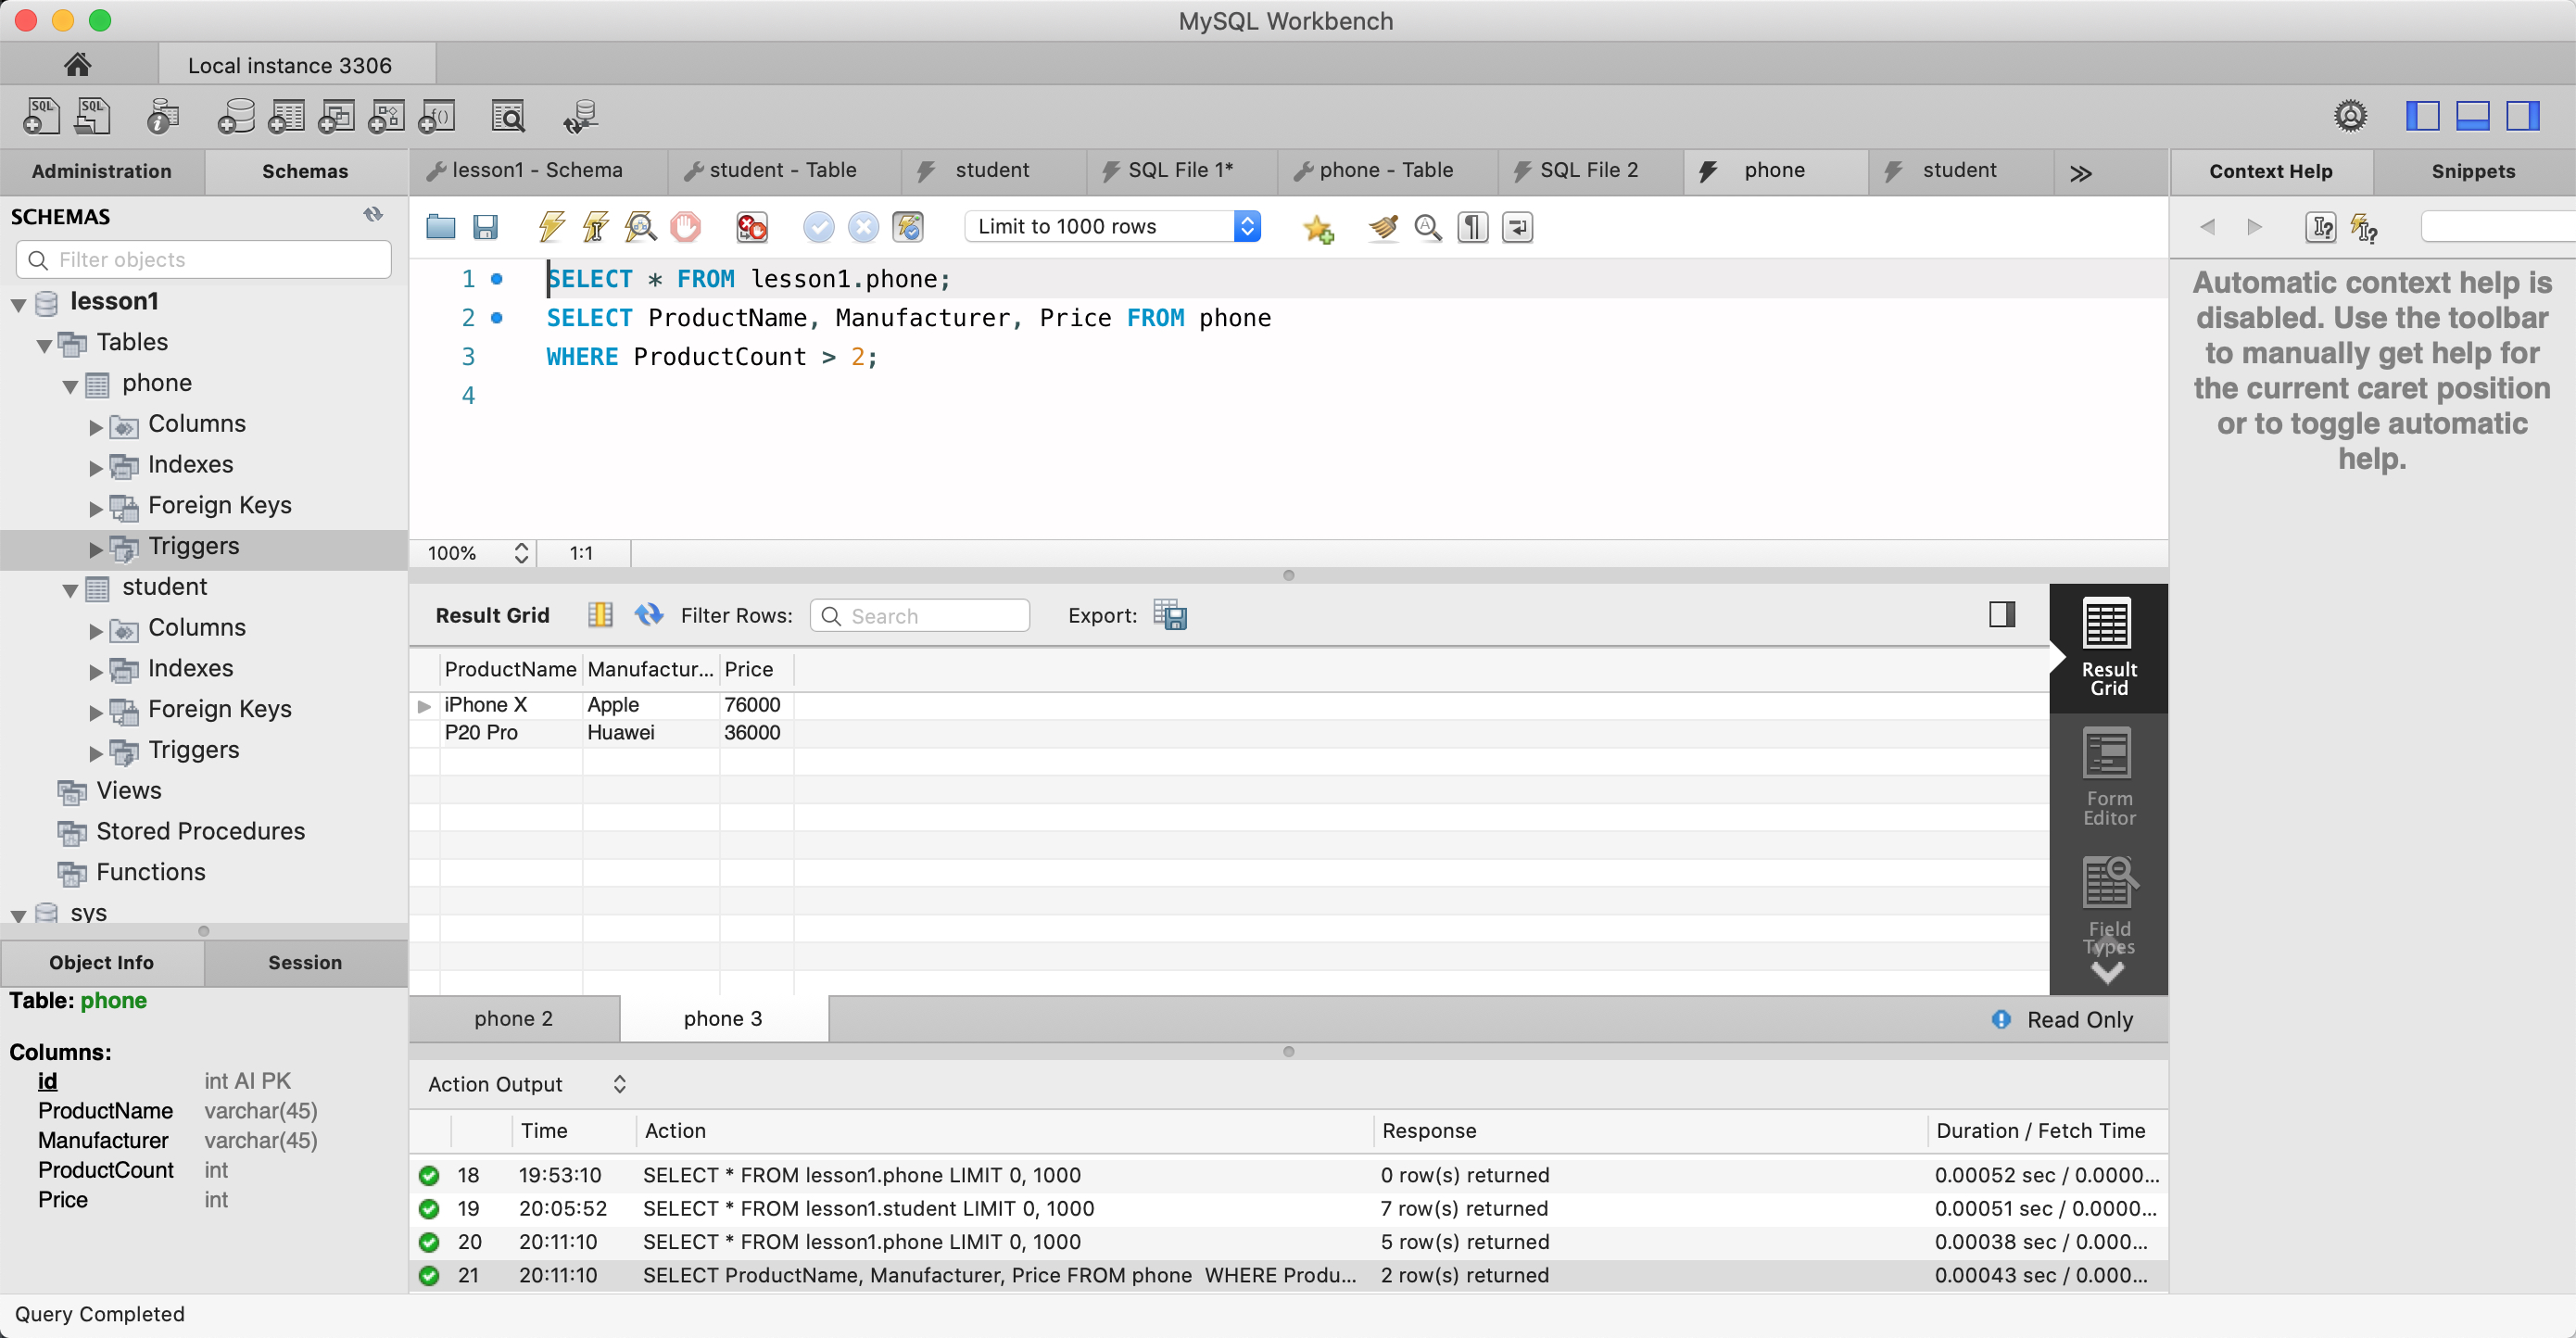 MySQL Workbench
Local instance 3306
Administration
Schemas
lesson1 - Schema
student - Table
student
SQL File 1*
phone - Table
SQL File 2
phone
student
Context Help
Snippets
SCHEMAS
Filter objects
lesson1
Tables
phone
Columns
Indexes
Foreign Keys
Triggers
student
Columns
Indexes
Foreign Keys
Triggers
Views
Stored Procedures
Functions
sys
Object Info
Session
Table: phone
Columns:
id int AI PK
ProductName varchar(45)
Manufacturer varchar(45)
ProductCount int
Price int
Limit to 1000 rows
1 SELECT * FROM lesson1.phone;
2 SELECT ProductName, Manufacturer, Price FROM phone
3 WHERE ProductCount > 2;
4
100% 1:1
Result Grid Filter Rows: Search Export:
ProductName Manufactur... Price
iPhone X Apple 76000
P20 Pro Huawei 36000
Result
Grid
Form
Editor
Field
Types
phone 2
phone 3
Read Only
Action Output
Time Action Response Duration / Fetch Time
18 19:53:10 SELECT * FROM lesson1.phone LIMIT 0, 1000 0 row(s) returned 0.00052 sec / 0.0000...
19 20:05:52 SELECT * FROM lesson1.student LIMIT 0, 1000 7 row(s) returned 0.00051 sec / 0.0000...
20 20:11:10 SELECT * FROM lesson1.phone LIMIT 0, 1000 5 row(s) returned 0.00038 sec / 0.000...
21 20:11:10 SELECT ProductName, Manufacturer, Price FROM phone WHERE Produ... 2 row(s) returned 0.00043 sec / 0.000...
Automatic context help is
disabled. Use the toolbar
to manually get help for
the current caret position
or to toggle automatic
help.
Query Completed